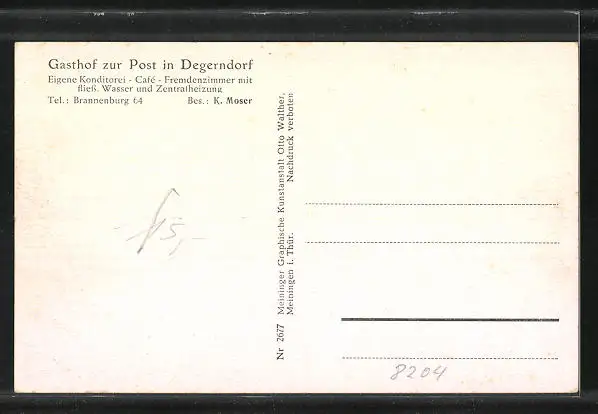 Gasthof zur Post in Degerndorf
Eigene Konditorei - Café - Fremdenzimmer mit
fließ. Wasser und Zentralheizung
Tel.: Brannenburg 64 Bes.: K. Moser
Nr 2677 Meininger Graphische Kunstanstalt Otto Walther,
Meiningen i. Thür. Nachdruck verboten
15,-
8204